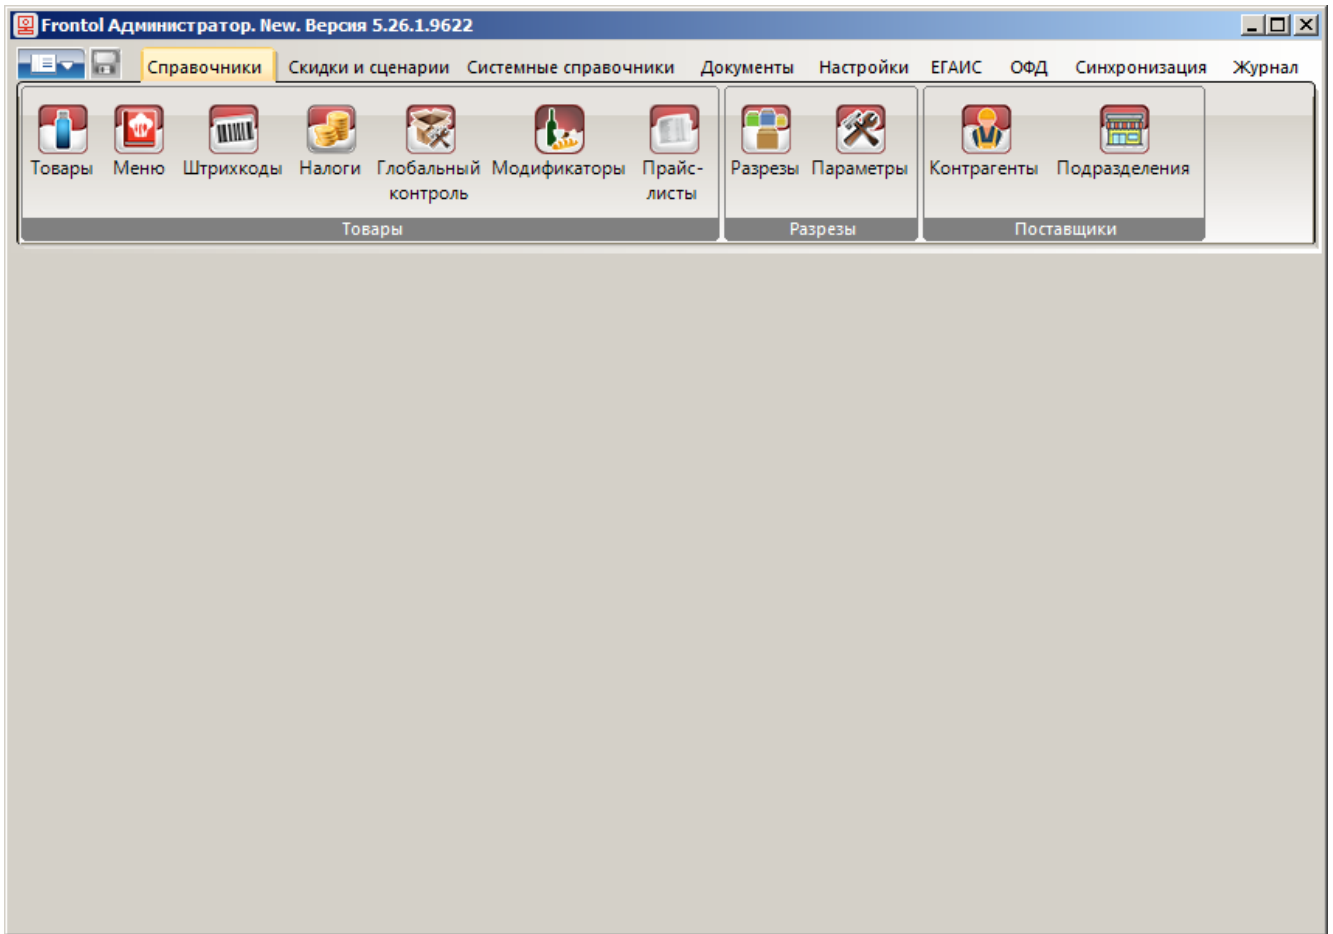 Frontol Администратор. New. Версия 5.26.1.9622
Справочники Скидки и сценарии Системные справочники Документы Настройки ЕГАИС ОФД Синхронизация Журнал
Товары Меню Штрихкоды Налоги Глобальный Модификаторы Прайс- Разрезы Параметры Контрагенты Подразделения
контроль листы
Товары Разрезы Поставщики